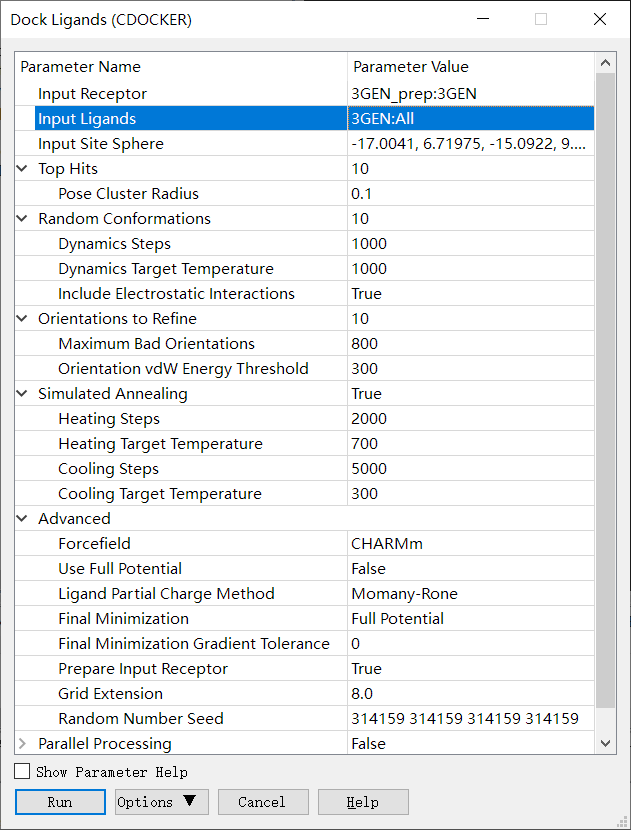 Dock Ligands (CDOCKER)
Parameter Name Parameter Value
Input Receptor 3GEN_prep:3GEN
Input Ligands 3GEN:All
Input Site Sphere -17.0041, 6.71975, -15.0922, 9....
Top Hits 10
Pose Cluster Radius 0.1
Random Conformations 10
Dynamics Steps 1000
Dynamics Target Temperature 1000
Include Electrostatic Interactions True
Orientations to Refine 10
Maximum Bad Orientations 800
Orientation vdW Energy Threshold 300
Simulated Annealing True
Heating Steps 2000
Heating Target Temperature 700
Cooling Steps 5000
Cooling Target Temperature 300
Advanced
Forcefield CHARMm
Use Full Potential False
Ligand Partial Charge Method Momany-Rone
Final Minimization Full Potential
Final Minimization Gradient Tolerance 0
Prepare Input Receptor True
Grid Extension 8.0
Random Number Seed 314159 314159 314159 314159
Parallel Processing False
Show Parameter Help
Run Options ▼ Cancel Help